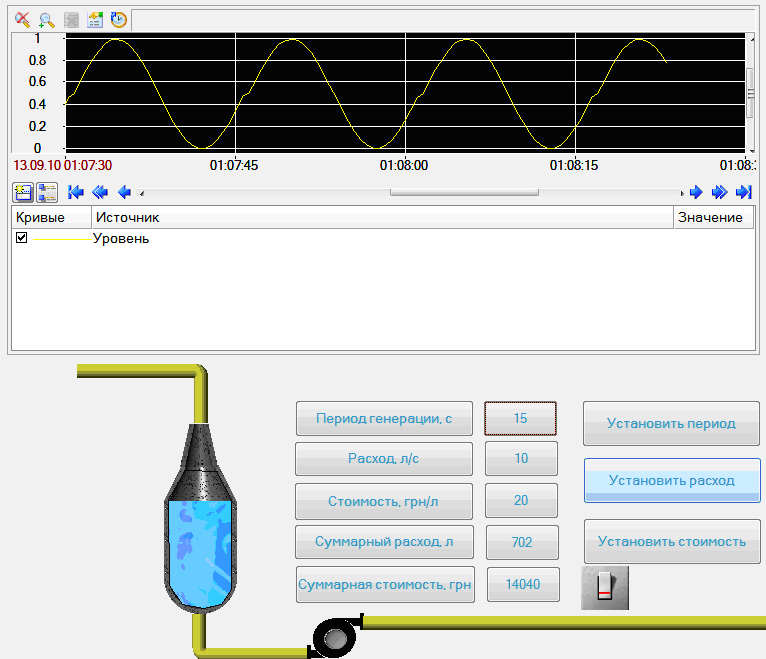 1
0.8
0.6
0.4
0.2
0
13.09.10 01:07:30 01:07:45 01:08:00 01:08:15 01:08:
Кривые Источник Значение
Уровень
Период генерации, с 15 Установить период
Расход, л/с 10 Установить расход
Стоимость, грн/л 20 Установить стоимость
Суммарный расход, л 702
Суммарная стоимость, грн 14040